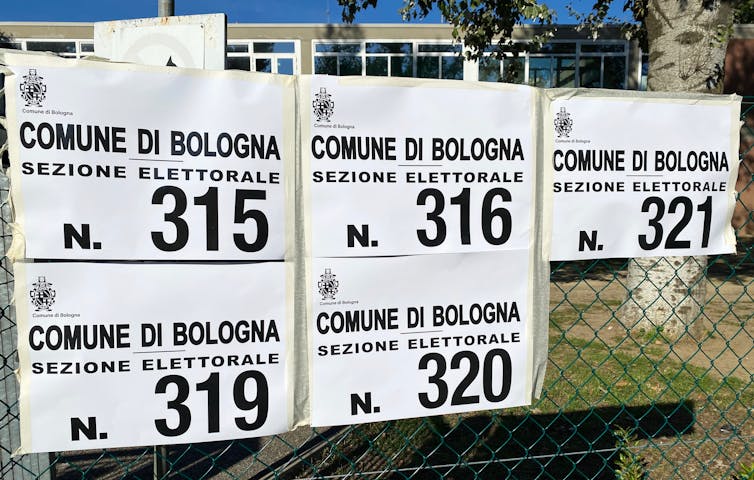 Comune di Bologna
COMUNE DI BOLOGNA
SEZIONE ELETTORALE
N. 315
Comune di Bologna
COMUNE DI BOLOGNA
SEZIONE ELETTORALE
N. 316
Comune di Bologna
COMUNE DI BOLOGNA
SEZIONE ELETTORALE
N. 321
Comune di Bologna
COMUNE DI BOLOGNA
SEZIONE ELETTORALE
N. 319
Comune di Bologna
COMUNE DI BOLOGNA
SEZIONE ELETTORALE
N. 320